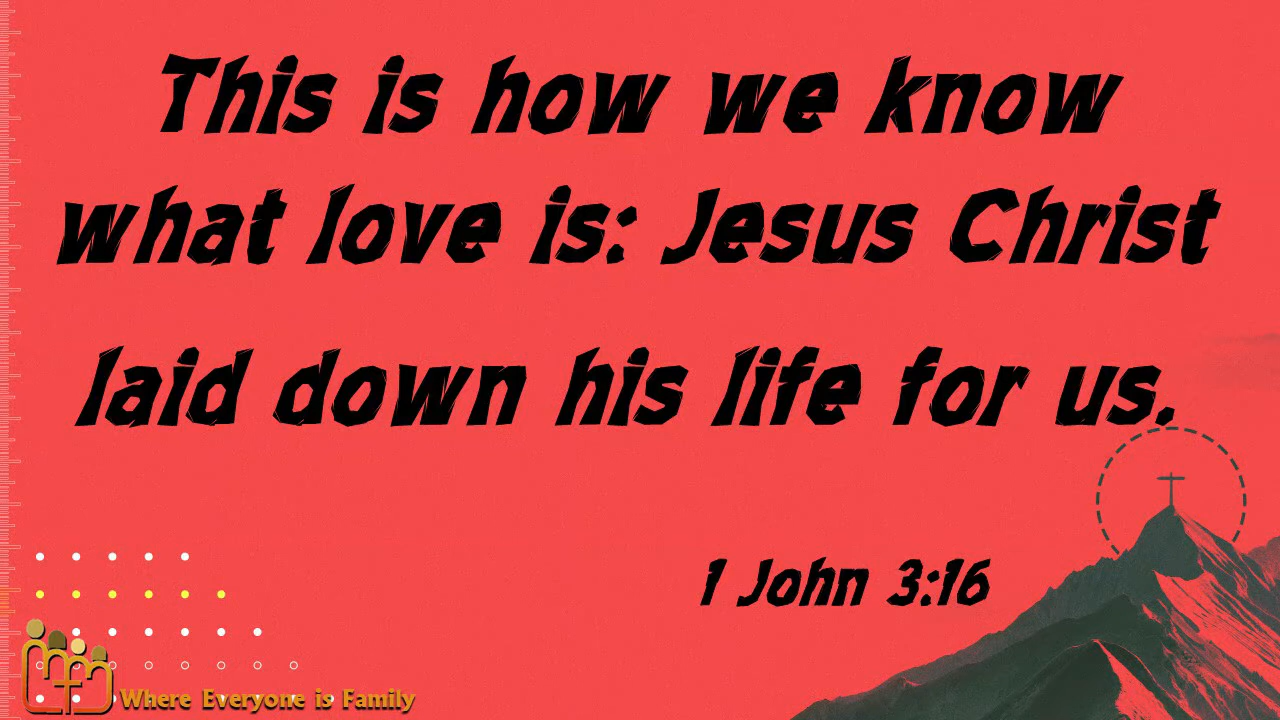 This is how we know
what love is: Jesus Christ
laid down his life for us.
1 John 3:16
Where Everyone is Family